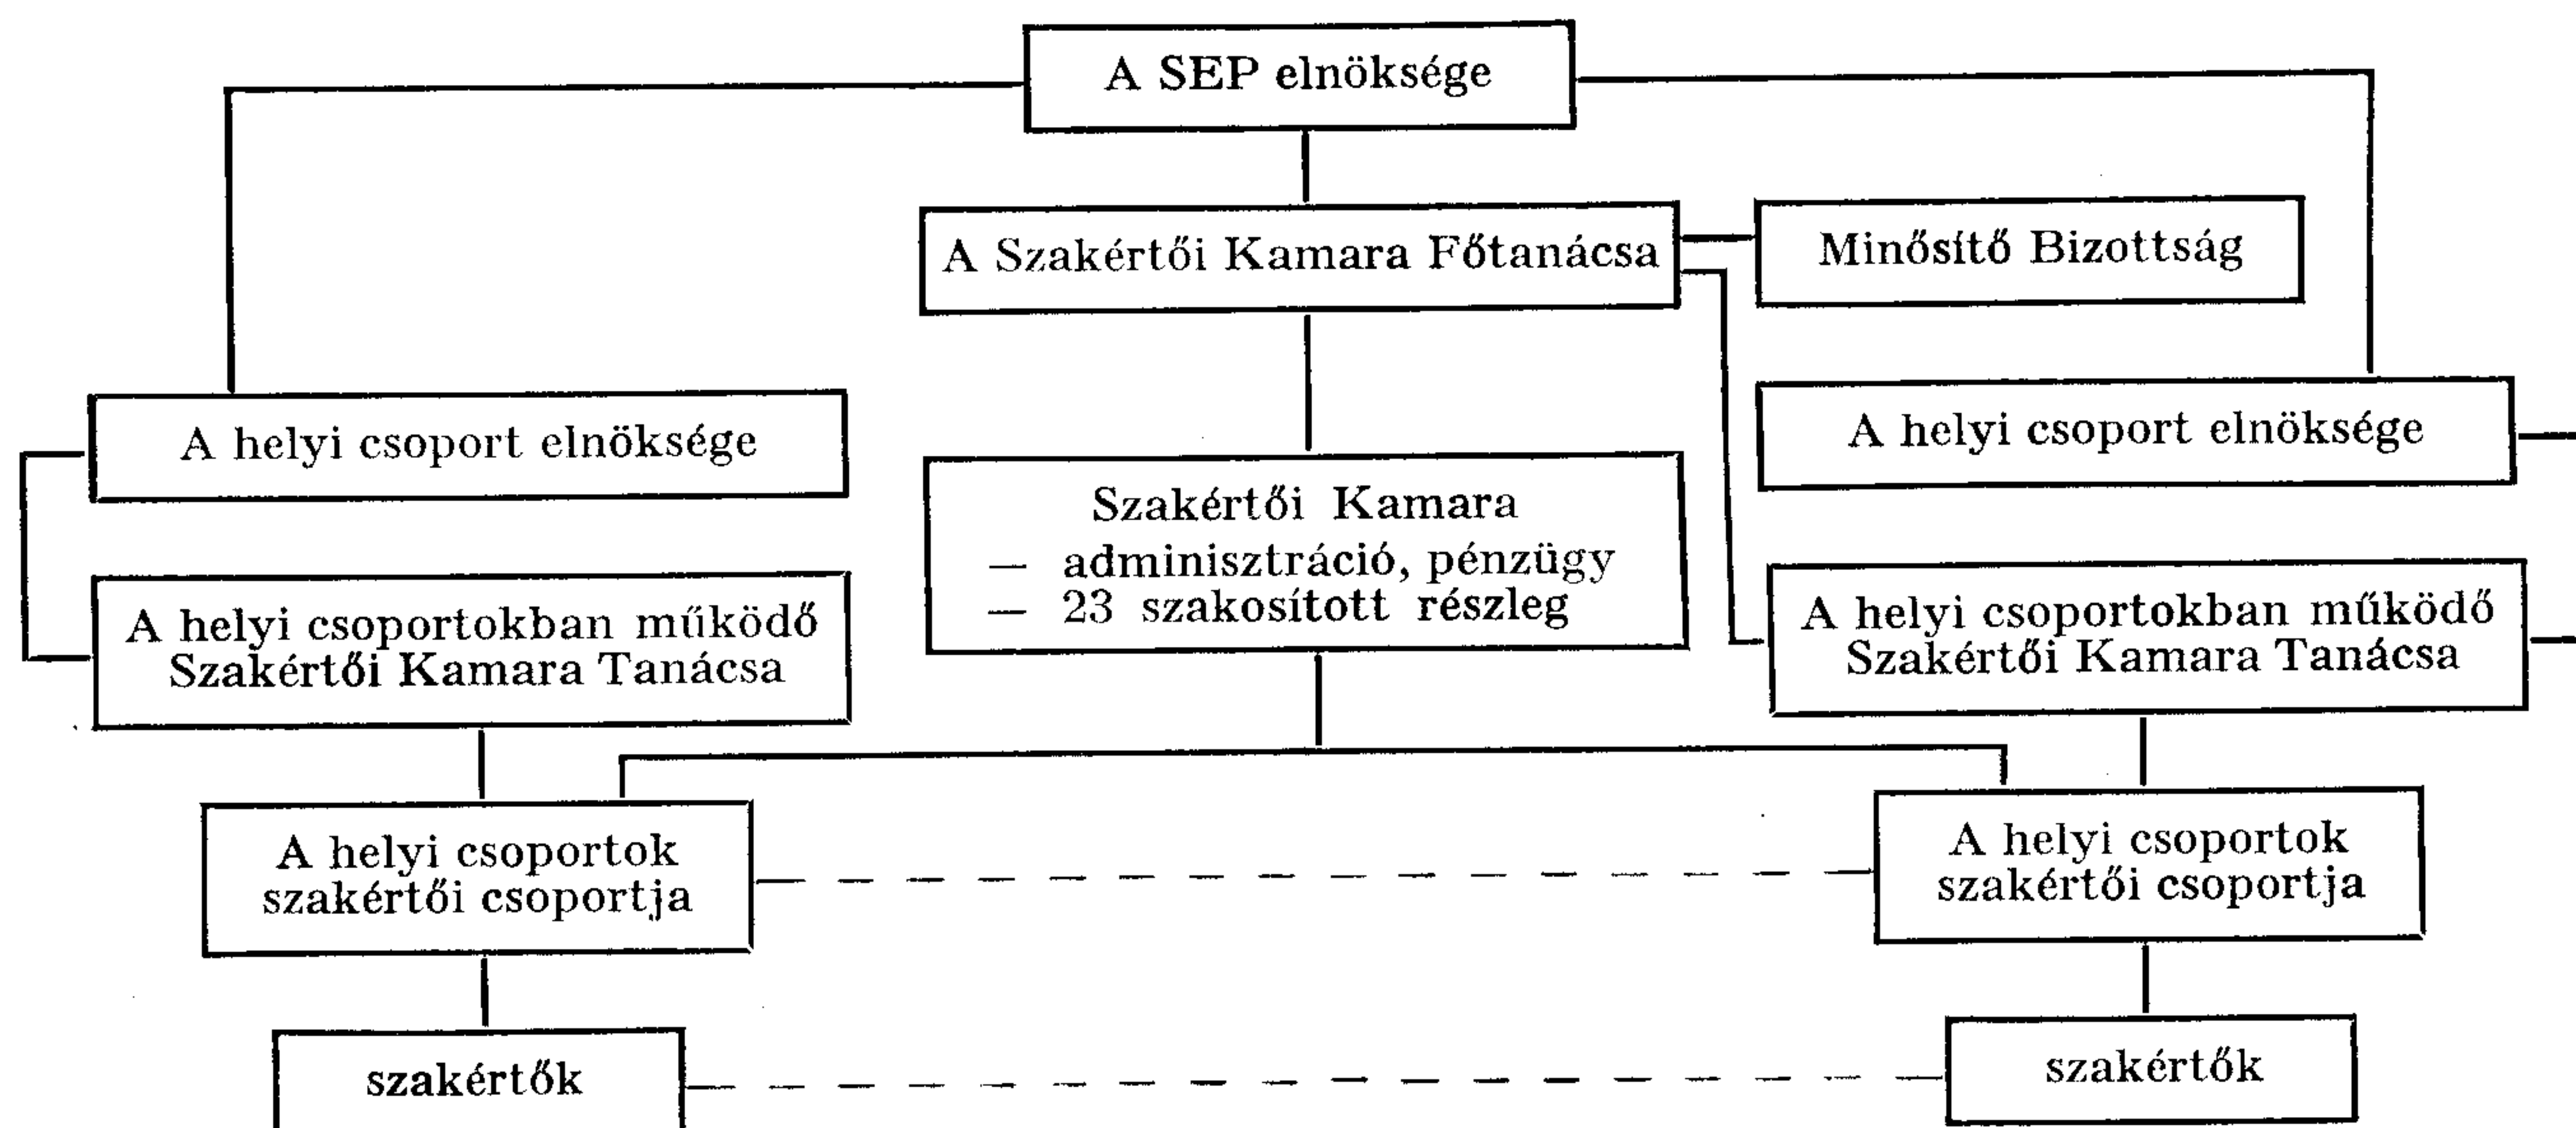 A SEP elnöksége
A Szakértői Kamara Főtanácsa
Minősítő Bizottság
A helyi csoport elnöksége
A helyi csoport elnöksége
Szakértői Kamara
— adminisztráció, pénzügy
— 23 szakosított részleg
A helyi csoportokban működő
Szakértői Kamara Tanácsa
A helyi csoportokban működő
Szakértői Kamara Tanácsa
A helyi csoportok
szakértői csoportja
A helyi csoportok
szakértői csoportja
szakértők
szakértők